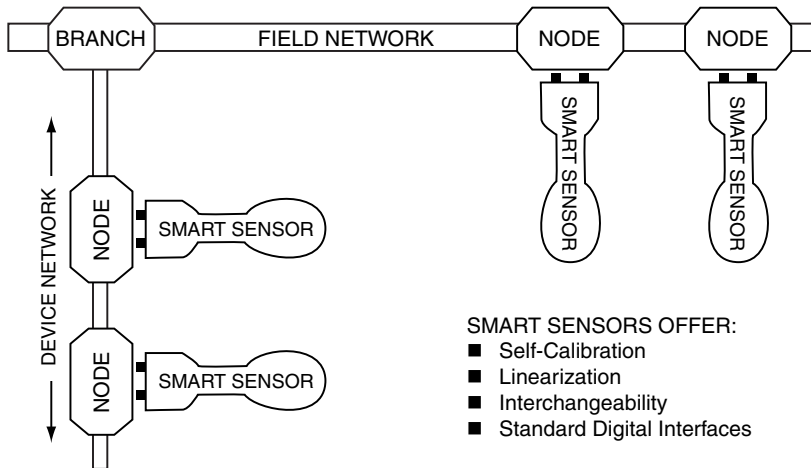 BRANCH
FIELD NETWORK
NODE
NODE
SMART SENSOR
SMART SENSOR
DEVICE NETWORK
NODE
SMART SENSOR
NODE
SMART SENSOR
SMART SENSORS OFFER:
■ Self-Calibration
■ Linearization
■ Interchangeability
■ Standard Digital Interfaces